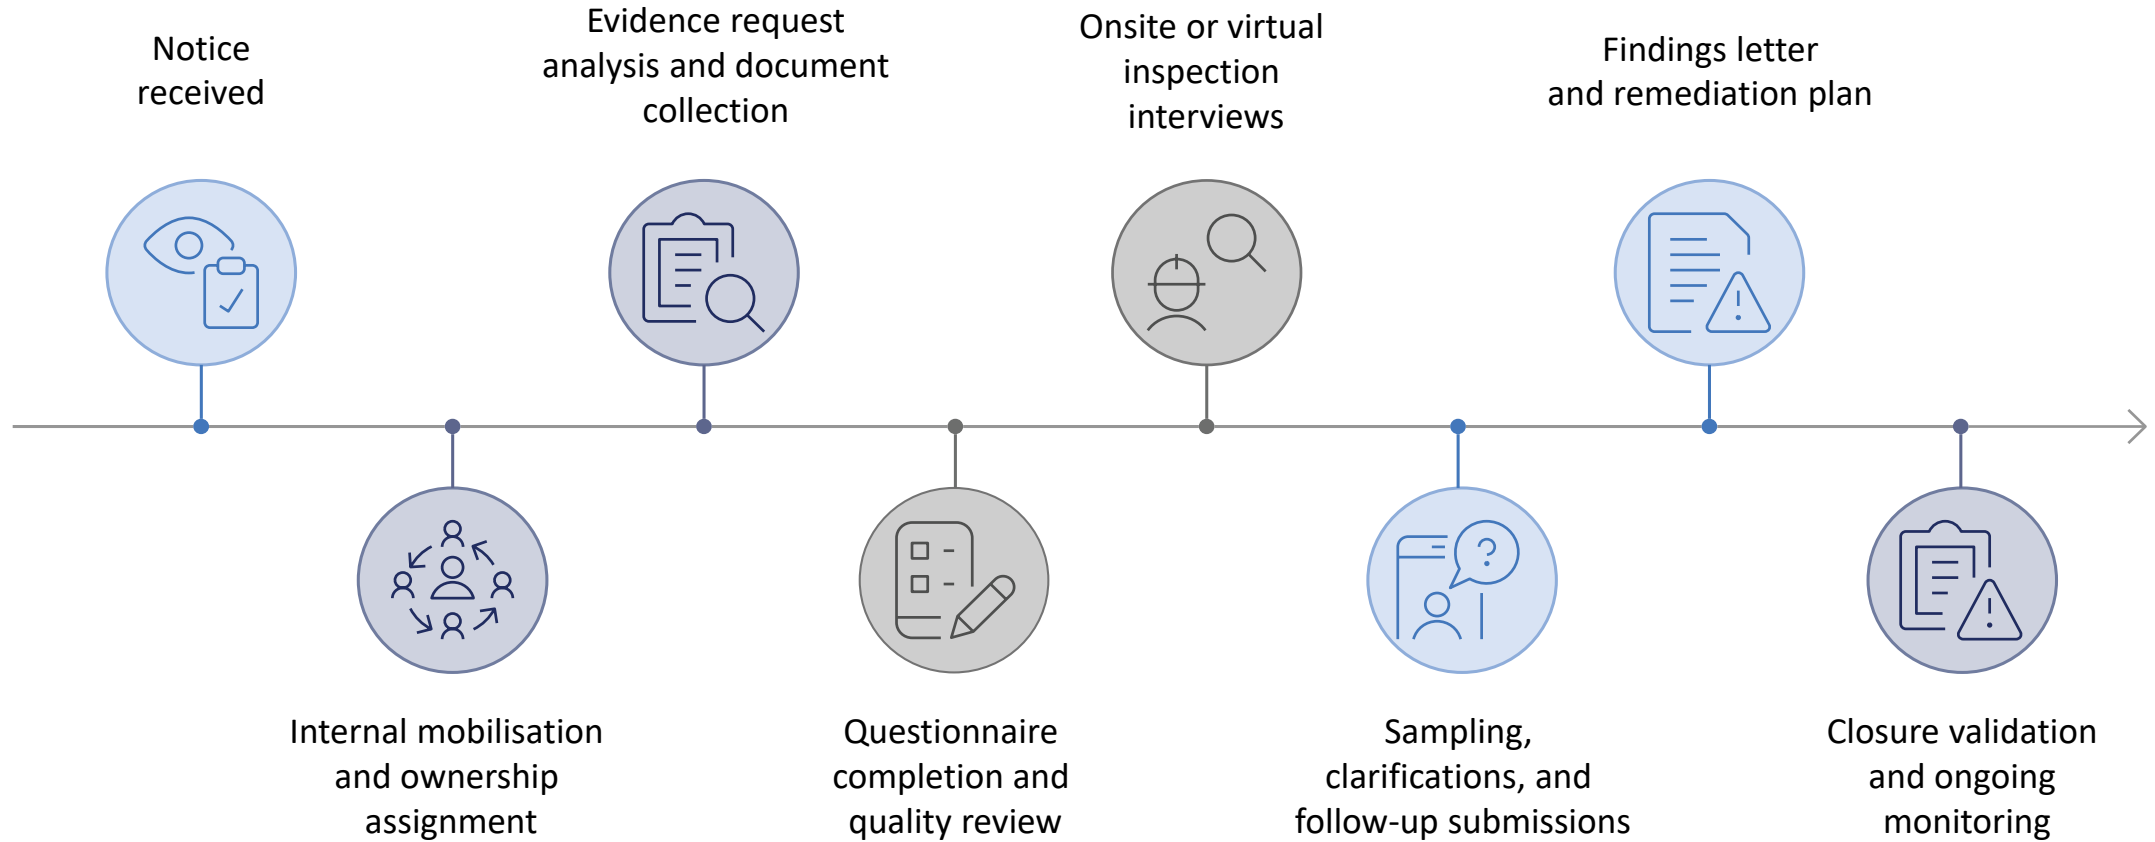 Notice
received
Internal mobilisation
and ownership
assignment
Evidence request
analysis and document
collection
Questionnaire
completion and
quality review
Onsite or virtual
inspection
interviews
Sampling,
clarifications, and
follow-up submissions
Findings letter
and remediation plan
Closure validation
and ongoing
monitoring